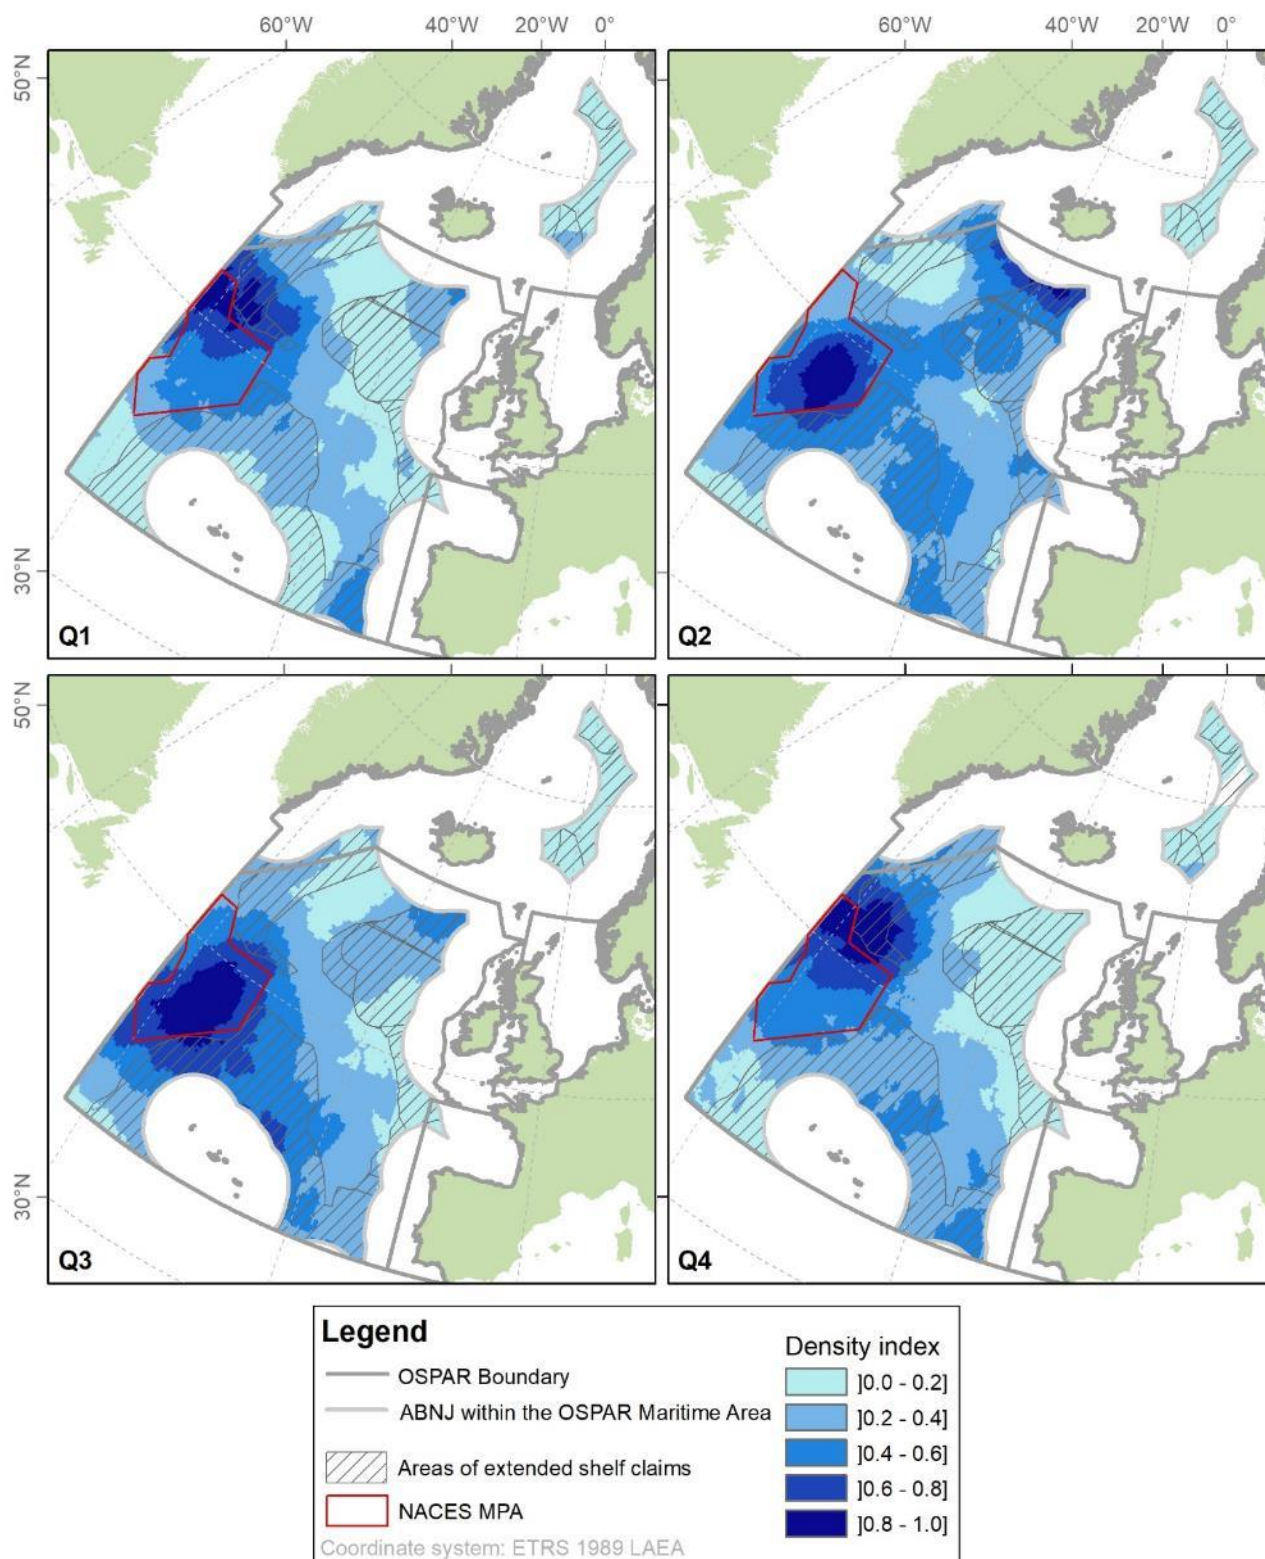 60°W 40°W 20°W 0° 60°W 40°W 20°W 0°
50°N
30°N
Q1 Q2
50°N
30°N
Q3 Q4
Legend
OSPAR Boundary
ABNJ within the OSPAR Maritime Area
Areas of extended shelf claims
NACES MPA
Coordinate system: ETRS 1989 LAEA
Density index
]0.0 - 0.2]
]0.2 - 0.4]
]0.4 - 0.6]
]0.6 - 0.8]
]0.8 - 1.0]